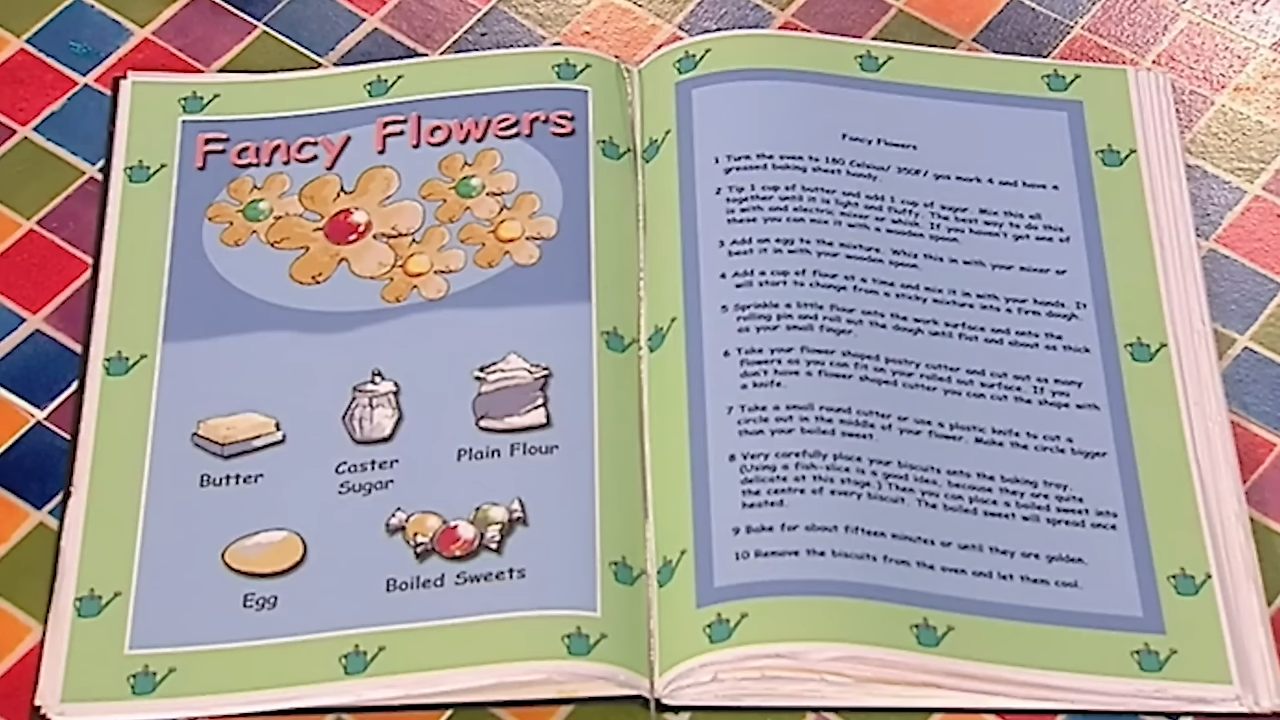 Fancy Flowers
Butter
Caster
Sugar
Plain Flour
Egg
Boiled Sweets
Fancy Flowers
1 Turn the oven to 180 Celsius/ 350F/ gas mark 4 and have a
greased baking sheet handy.
2 Tip 1 cup of butter and add 1 cup of sugar. Mix this all
together until it is light and fluffy. The best way to do this
is with and electric mixer or whisk. If you haven't got one of
these you can mix it with a wooden spoon.
3 Add an egg to the mixture. Whiz this in with your mixer or
beat it in with your wooden spoon.
4 Add a cup of flour at a time and mix it in with your hands. It
will start to change from a sticky mixture into a firm dough.
5 Sprinkle a little flour onto the work surface and onto the
rolling pin and roll out the dough until flat and about as thick
as your small finger.
6 Take your flower shaped pastry cutter and cut out as many
flowers as you can fit on your rolled out surface. If you
don't have a flower shaped cutter you can cut the shape with
a knife.
7 Take a small round cutter or use a plastic knife to cut a
circle out in the middle of your flower. Make the circle bigger
than your boiled sweet.
8 Very carefully place your biscuits onto the baking tray.
(Using a fish-slice is a good idea, because they are quite
delicate at this stage.) Then you can place a boiled sweet into
the centre of every biscuit. The boiled sweet will spread once
heated.
9 Bake for about fifteen minutes or until they are golden.
10 Remove the biscuits from the oven and let them cool.